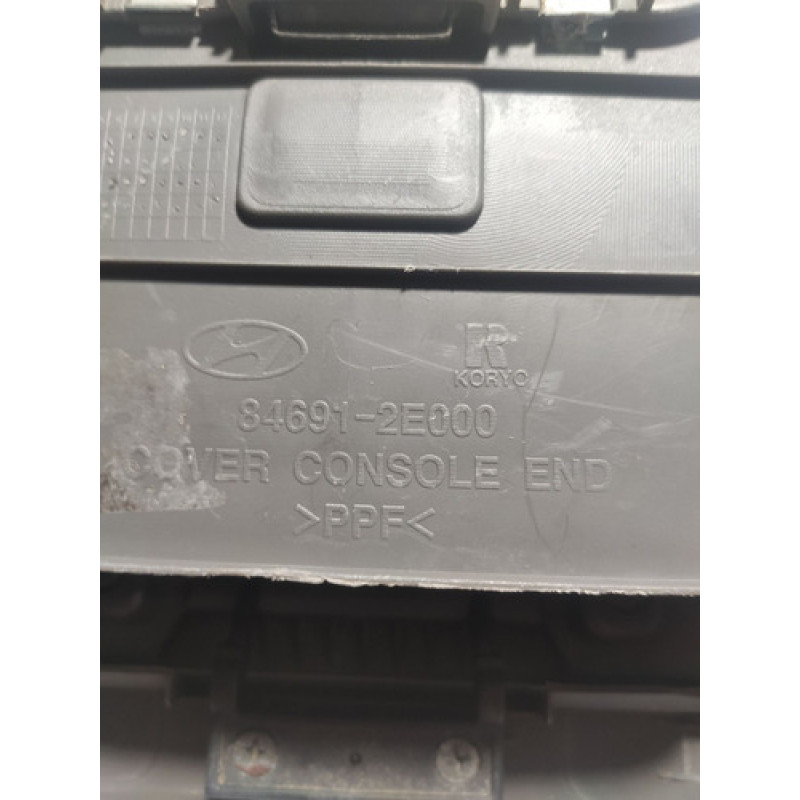 KORYO
84691-2E000
COVER CONSOLE END
>PPF<